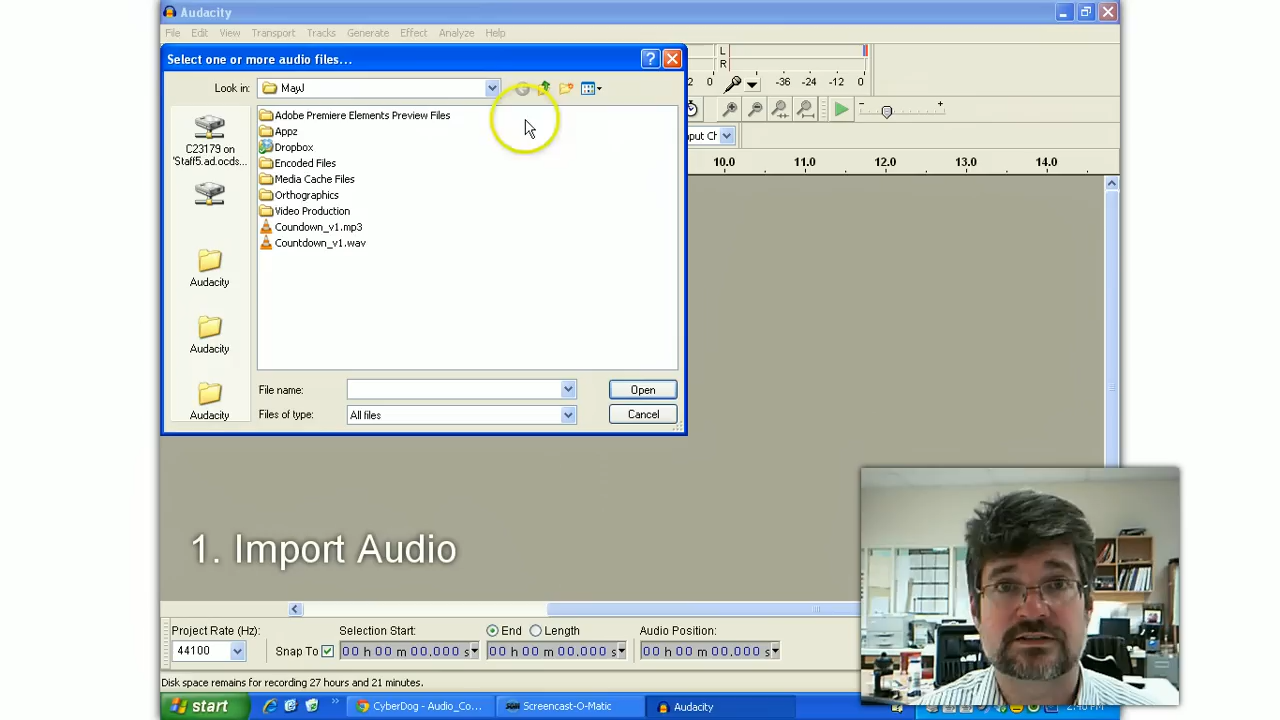 Audacity
File Edit View Transport Tracks Generate Effect Analyze Help
Select one or more audio files...
L
R
Look in: MayJ
0 -36 -24 -12 0
Adobe Premiere Elements Preview Files
Appz
Dropbox
Encoded Files
Media Cache Files
Orthographics
Video Production
Coundown_v1.mp3
Countdown_v1.wav
C23179 on
'Staff5.ad.ocds...
Audacity
Audacity
Audacity
put Ch
10.0 11.0 12.0 13.0 14.0
File name:
Open
Files of type: All files
Cancel
1. Import Audio
Project Rate (Hz): Selection Start: End Length Audio Position:
44100 Snap To 00 h 00 m 00.000 s 00 h 00 m 00.000 s 00 h 00 m 00.000 s
Disk space remains for recording 27 hours and 21 minutes.
start CyberDog - Audio_Co... Screencast-O-Matic Audacity